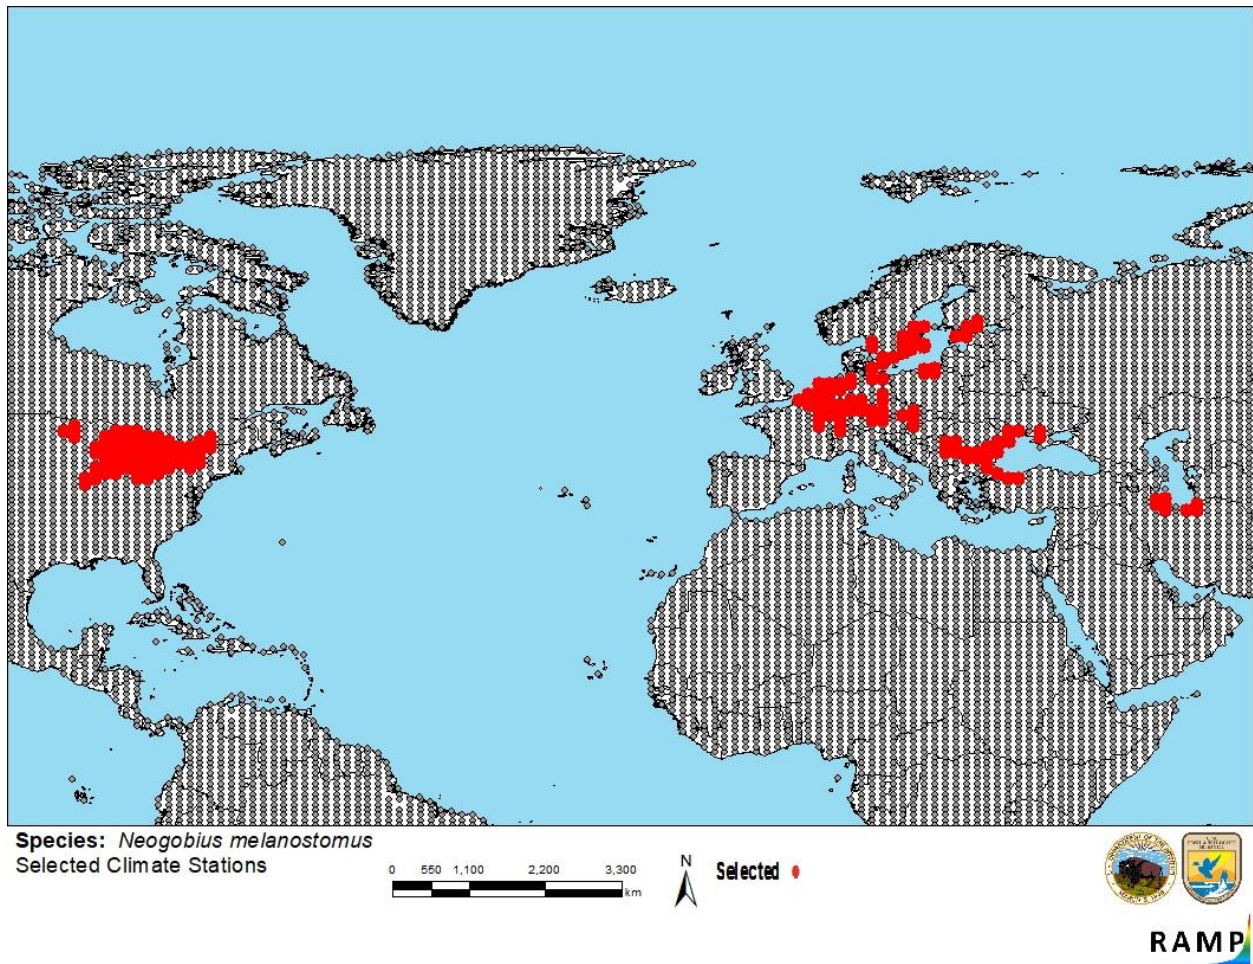 Species: Neogobius melanostomus
Selected Climate Stations
0 550 1,100 2,200 3,300
km
N
Selected
RAMP